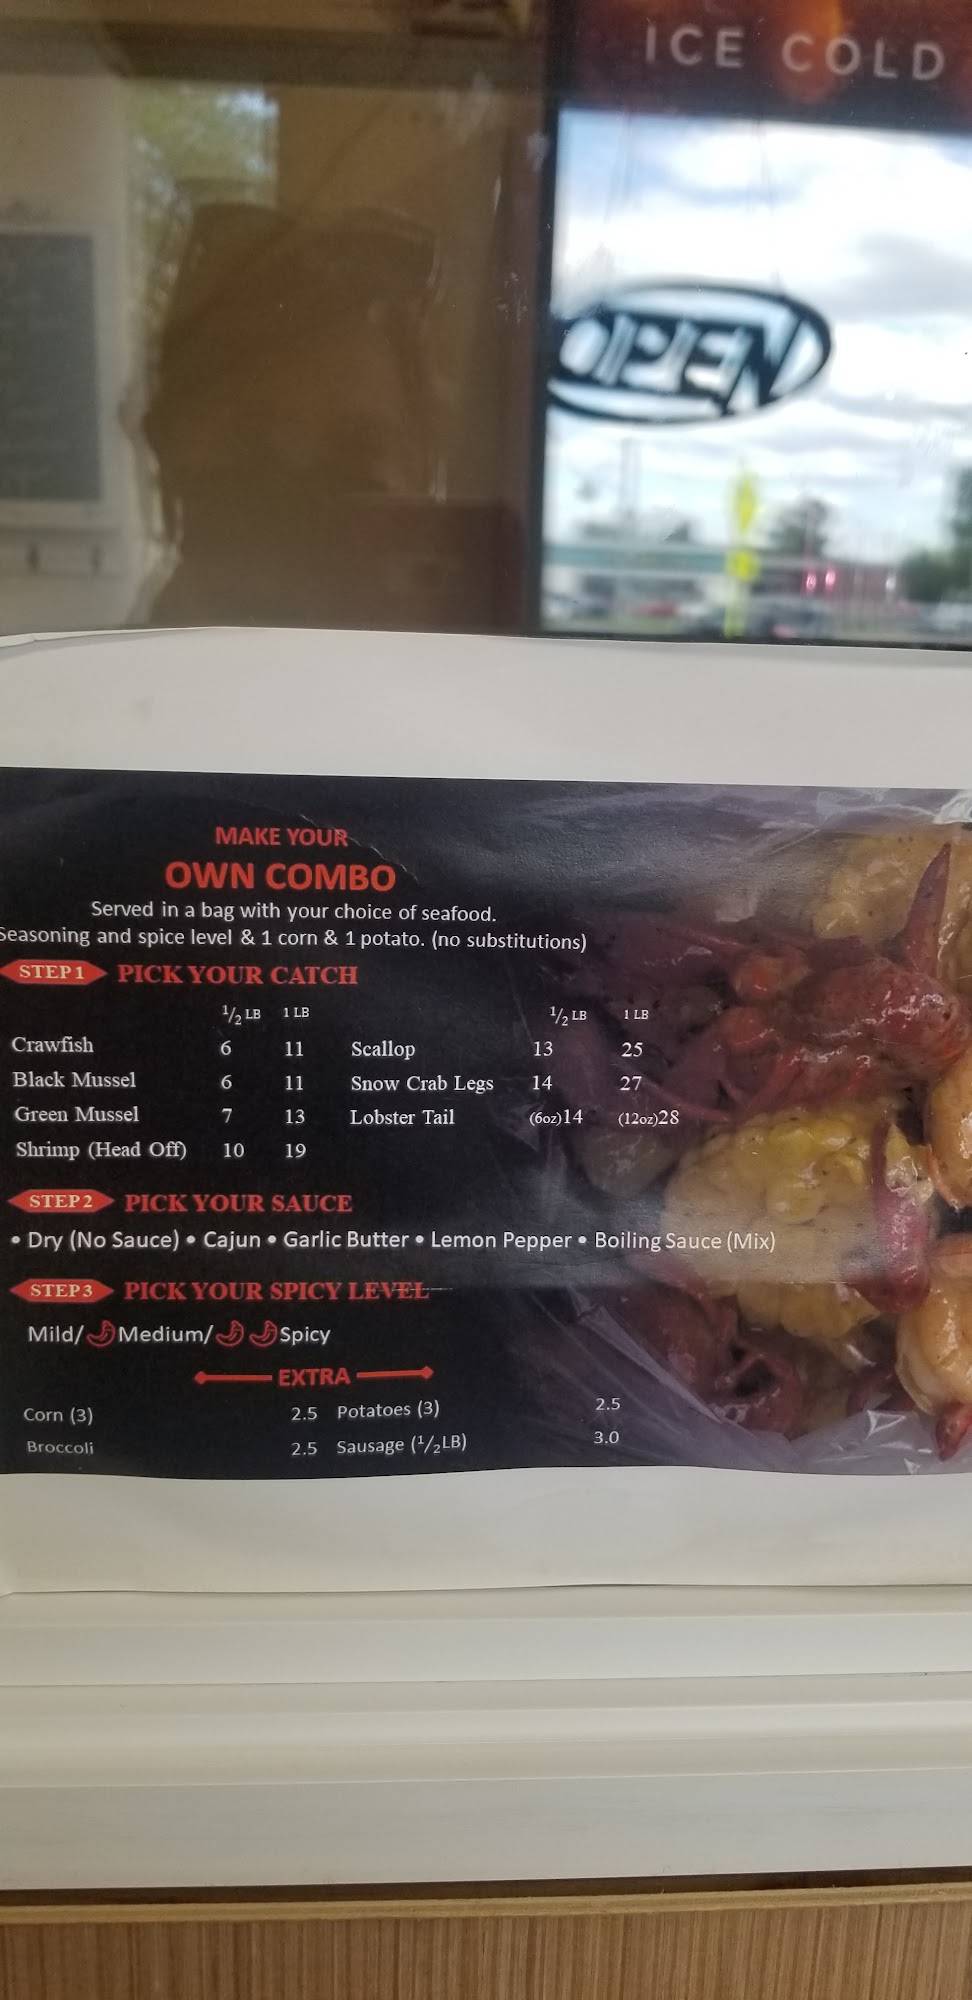 ICE COLD
OPEN
MAKE YOUR
OWN COMBO
Served in a bag with your choice of seafood.
Seasoning and spice level & 1 corn & 1 potato. (no substitutions)
STEP 1 PICK YOUR CATCH
1/2 LB 1 LB 1/2 LB 1 LB
Crawfish 6 11 Scallop 13 25
Black Mussel 6 11 Snow Crab Legs 14 27
Green Mussel 7 13 Lobster Tail (6oz)14 (12oz)28
Shrimp (Head Off) 10 19
STEP 2 PICK YOUR SAUCE
• Dry (No Sauce) • Cajun • Garlic Butter • Lemon Pepper • Boiling Sauce (Mix)
STEP 3 PICK YOUR SPICY LEVEL
Mild/🌶Medium/🌶🌶Spicy
EXTRA
Corn (3) 2.5 Potatoes (3) 2.5
Broccoli 2.5 Sausage (1/2LB) 3.0